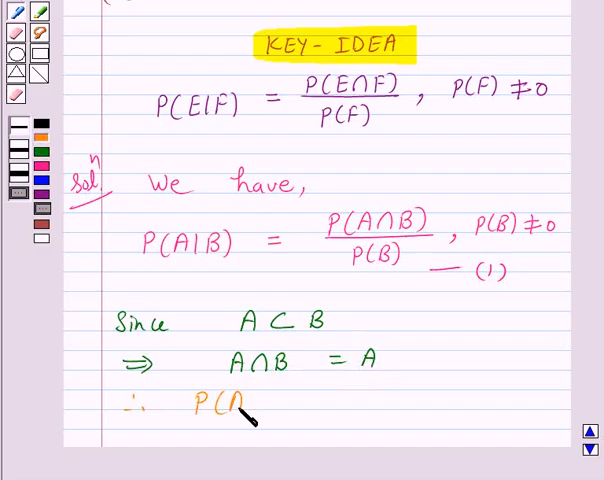 KEY - IDEA
P(E|F) = P(E∩F)/P(F) , P(F) ≠ 0
Solⁿ. We have,
P(A|B) = P(A∩B)/P(B) , P(B) ≠ 0
— (1)
Since A ⊂ B
⇒ A∩B = A
∴ P(A